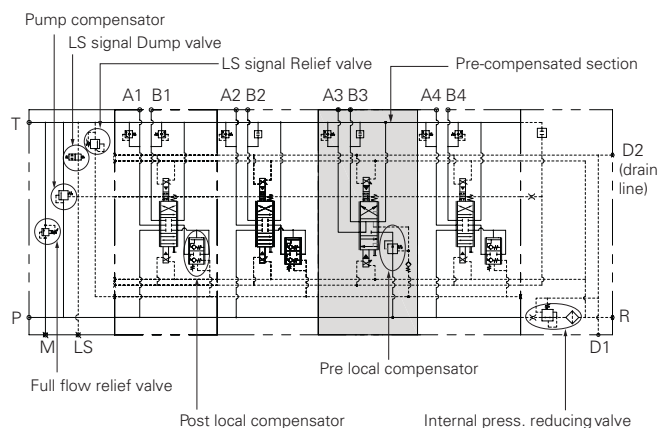 Pump compensator
LS signal Dump valve
LS signal Relief valve
Pre-compensated section
A1 B1
A2 B2
A3 B3
A4 B4
T
D2
(drain
line)
P
R
M
LS
D1
Full flow relief valve
Pre local compensator
Post local compensator
Internal press. reducing valve